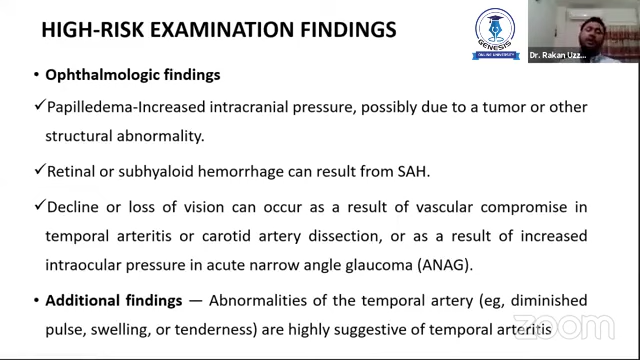 HIGH-RISK EXAMINATION FINDINGS
GENESIS
ONLINE UNIVERSITY
Dr. Rakan Uzz...
• Ophthalmologic findings
✓Papilledema-Increased intracranial pressure, possibly due to a tumor or other
structural abnormality.
✓Retinal or subhyaloid hemorrhage can result from SAH.
✓Decline or loss of vision can occur as a result of vascular compromise in
temporal arteritis or carotid artery dissection, or as a result of increased
intraocular pressure in acute narrow angle glaucoma (ANAG).
• Additional findings — Abnormalities of the temporal artery (eg, diminished
pulse, swelling, or tenderness) are highly suggestive of temporal arteritis
zoom